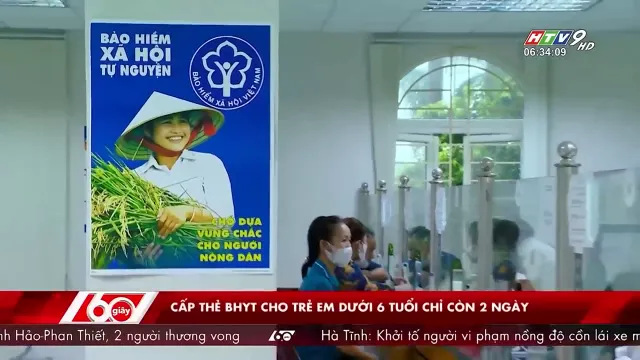 BẢO HIỂM
XÃ HỘI
TỰ NGUYỆN
BẢO HIỂM XÃ HỘI VIỆT NAM
CHỖ DỰA
VỮNG CHẮC
CHO NGƯỜI
NÔNG DÂN
HTV9 HD
06:34:09
60 giây
CẤP THẺ BHYT CHO TRẺ EM DƯỚI 6 TUỔI CHỈ CÒN 2 NGÀY
nh Hảo-Phan Thiết, 2 người thương vong
Hà Tĩnh: Khởi tố người vi phạm nồng độ cồn lái xe